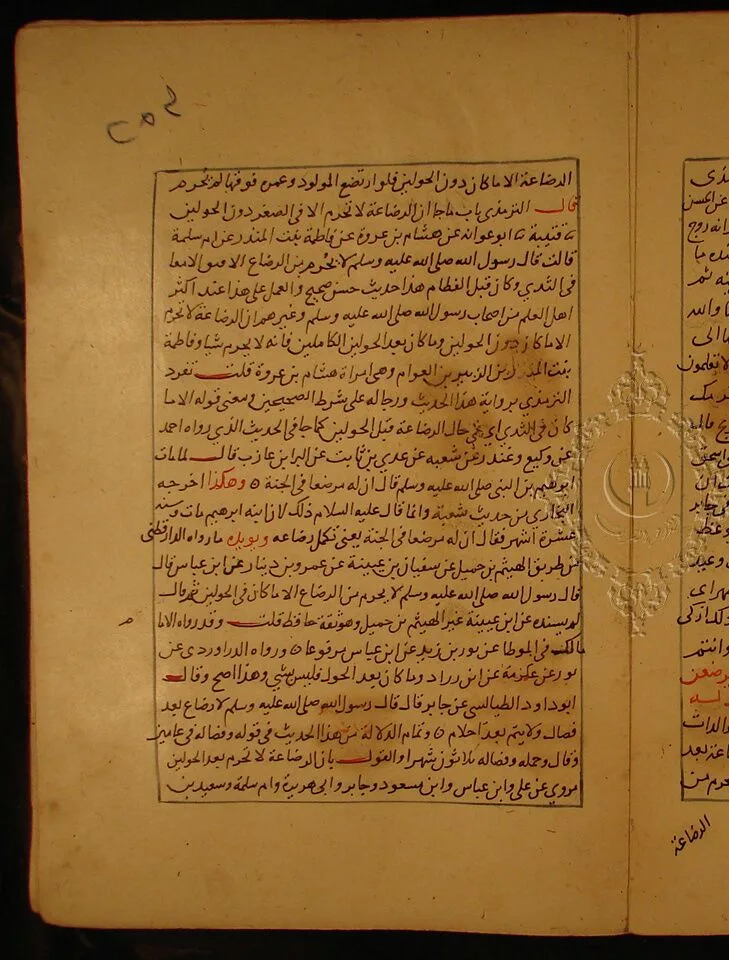 ٢٥٣
الرضاعة الا ما كان دون الحولين فلو ارتضع المولود وعمره فوقها لم يحرم
قال الترمذي باب ما جا ان الرضاعة لا تحرم الا في الصغر دون الحولين
ثنا قتيبة ثنا ابو عوانه عن هشام بن عروة عن فاطمة بنت المنذر عن ام سلمة
قالت قال رسول الله صلى الله عليه وسلم لا يحرم من الرضاع الا ما فتق الامعا
في الثدي وكان قبل الفطام هذا حديث حسن صحيح والعمل على هذا عند اكثر
اهل العلم من اصحاب رسول الله صلى الله عليه وسلم وغيرهم ان الرضاعة لا تحرم
الا ما كان دون الحولين وما كان بعد الحولين الكاملين فانه لا يحرم شيا وفاطمة
بنت المنذر بن الزبير بن العوام وهي امراة هشام بن عروة قلت تفرد
الترمذي برواية هذا الحديث ورجاله على شرط الصحيحين ومعنى قوله الا ما
كان في الثدي اي في حال الرضاعة قبل الحولين كما جا في الحديث الذي رواه احمد
عن وكيع وغندر عن شعبه عن عدي بن ثابت عن البرا بن عازب قال لما مات
ابرهيم بن النبي صلى الله عليه وسلم قال ان له مرضعا في الجنة ۝ وهكذا اخرجه
البخاري من حديث شعبة وانما قال عليه السلام ذلك لان ابنه ابرهيم مات وسنه
عشرة اشهر فقال ان له مرضعا في الجنة يعني تكمل رضاعه ويويده ما رواه الدارقطني
من طريق الهيثم بن جميل عن سفيان بن عيينة عن عمرو بن دينار عن ابن عباس قال
قال رسول الله صلى الله عليه وسلم لا يحرم من الرضاع الا ما كان في الحولين ثم قال
لم يسنده عن ابن عيينة غير الهيثم بن جميل وهو ثقة حافظ قلت وقد رواه الاما م
مالك في الموطا عن ثور بن زيد عن ابن عباس مرفوعا ۝ ورواه الدراوردي عن
ثور عن عكرمة عن ابن وزاد وما كان بعد الحول فليس بشي وهذا اصح وقال
ابو داود الطيالسي عن جابر قال قال رسول الله صلى الله عليه وسلم لا رضاع بعد
فصال ولا يتم بعد احلام ۝ وتمام الدلالة من هذا الحديث في قوله وفصاله في عامين
وقال وحمله وفصاله ثلاثون شهرا والقول بان الرضاعة لا تحرم بعد الحولين
مروي عن علي وابن عباس وابن مسعود وجابر وابي هريرة وام سلمة وسعيد بن
الرضاعة